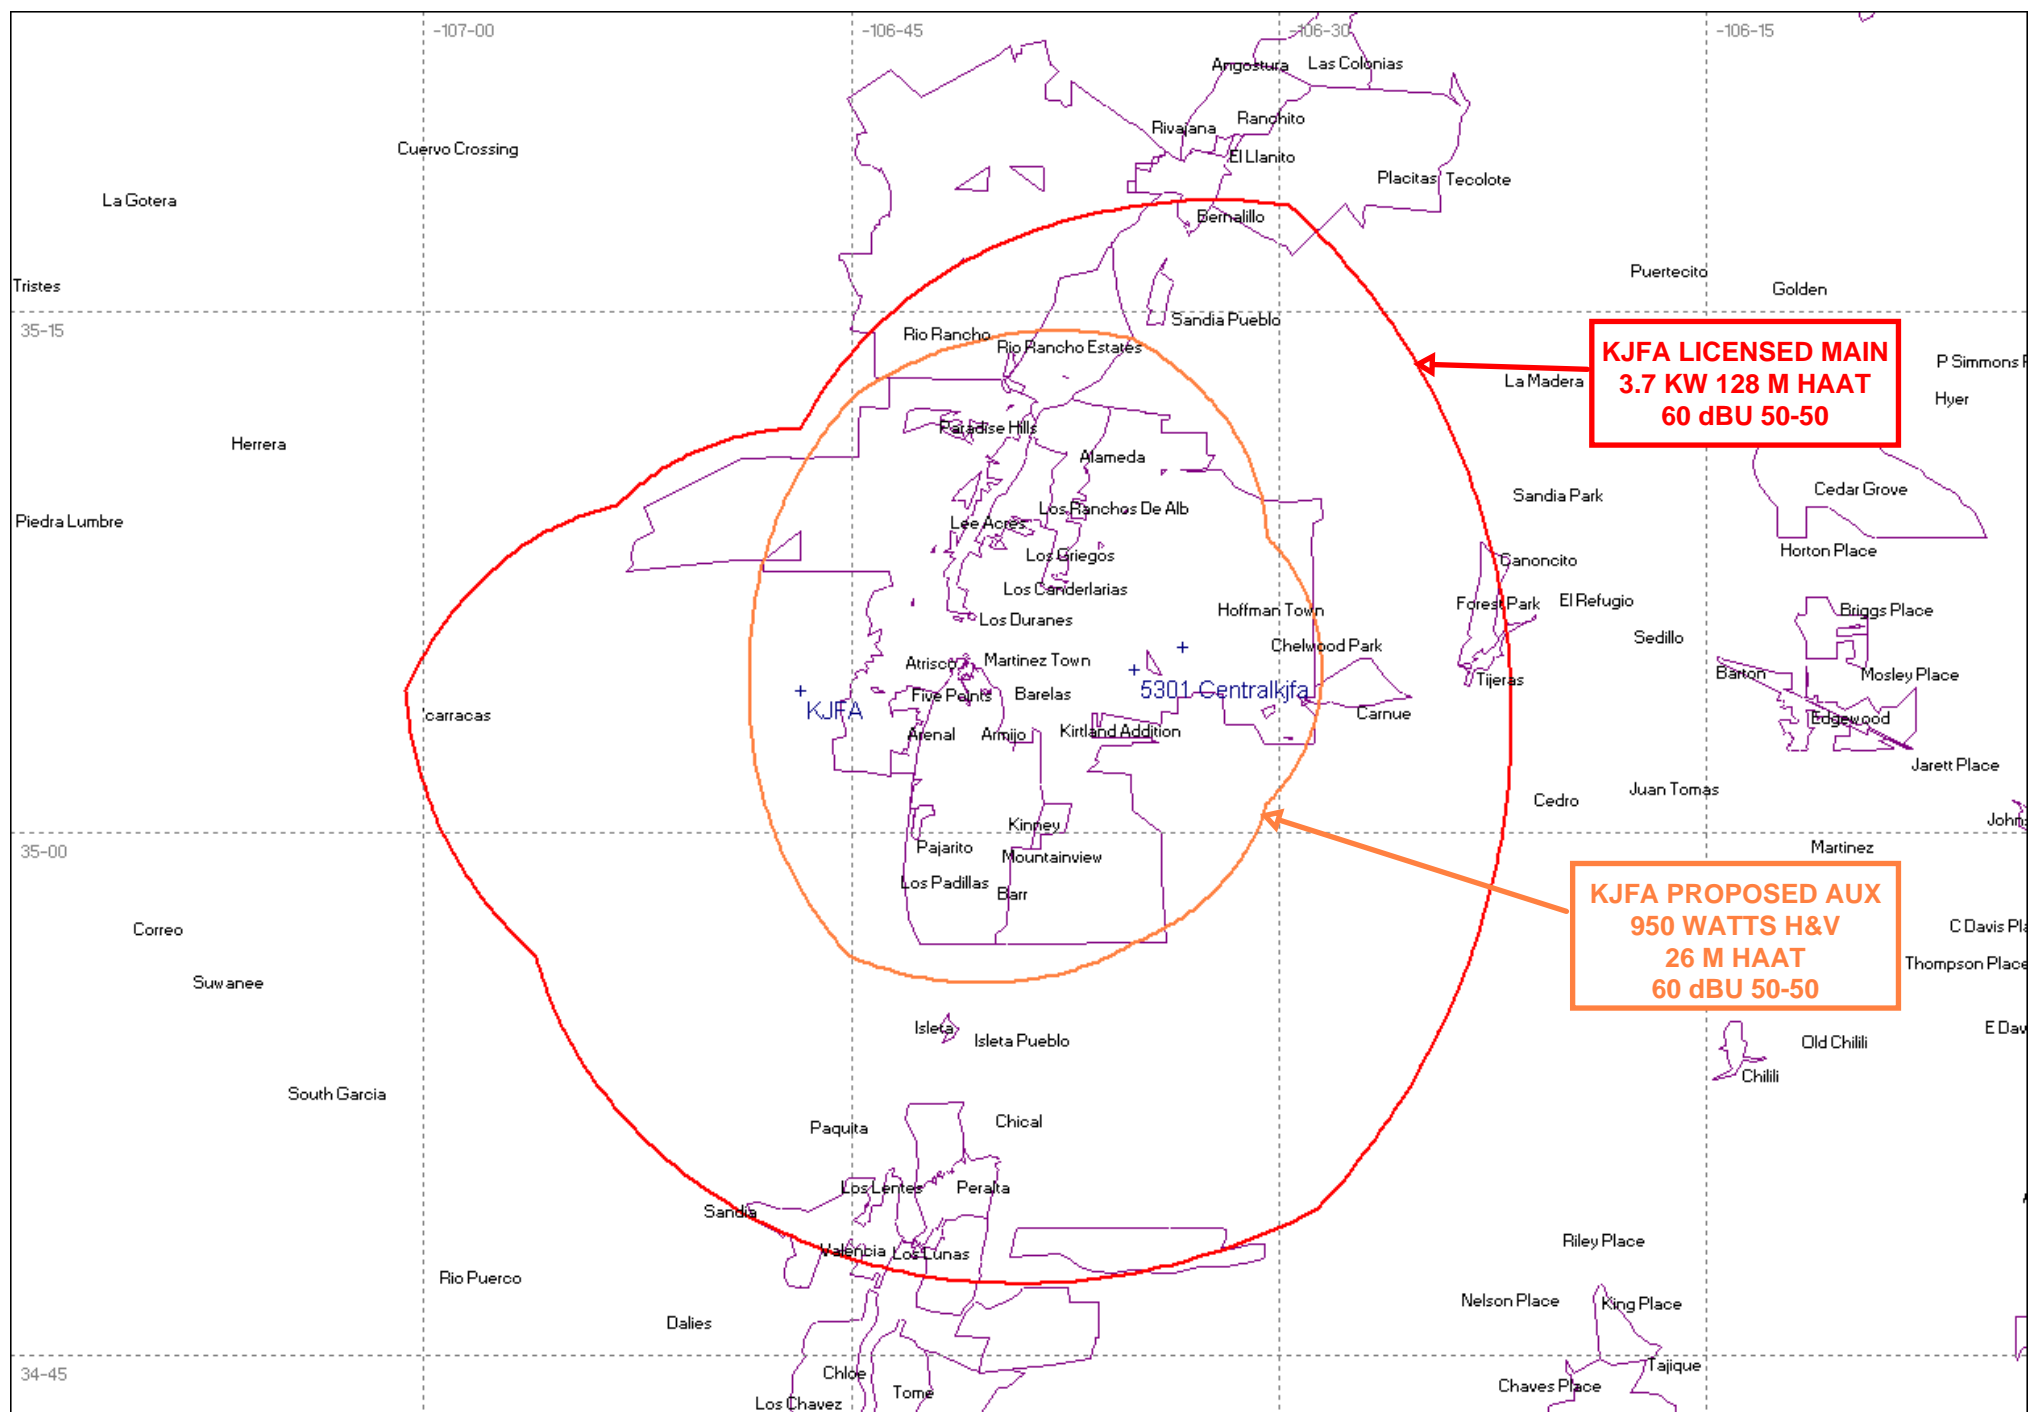 -107-00
-106-45
-106-30
-106-15
Angostura
Las Colonias
Rivajana
Ranchito
Cuervo Crossing
El Llanito
Placitas
Tecolote
La Gotera
Bernalillo
Puertecito
Tristes
Golden
35-15
Sandia Pueblo
Rio Rancho
Rio Rancho Estates
KJFA LICENSED MAIN
3.7 KW 128 M HAAT
60 dBU 50-50
P Simmons
La Madera
Hyer
Herrera
Paradise Hills
Alameda
Cedar Grove
Sandia Park
Piedra Lumbre
Los Ranchos De Alb
Lee Acres
Horton Place
Los Griegos
Canoncito
Los Canderlarias
Hoffman Town
Forest Park
El Refugio
Briggs Place
Los Duranes
Sedillo
Chelwood Park
Atrisco
Martinez Town
Barton
Mosley Place
Tijeras
5301 Centralkjfa
Five Points
Barelas
KJFA
carracas
Carnue
Edgewood
Arenal
Armijo
Kirtland Addition
Jarett Place
Juan Tomas
Cedro
Kinney
35-00
Pajarito
Mountainview
Martinez
Los Padillas
Barr
KJFA PROPOSED AUX
950 WATTS H&V
26 M HAAT
60 dBU 50-50
Correo
C Davis Pla
Thompson Place
Suwanee
Isleta
Isleta Pueblo
E Dav
Old Chilili
Chilili
South Garcia
Paquita
Chical
Los Lentes
Peralta
Sandia
Valencia
Los Lunas
Riley Place
Rio Puerco
Nelson Place
King Place
Dalies
34-45
Chloe
Tajique
Tome
Chaves Place
Los Chavez